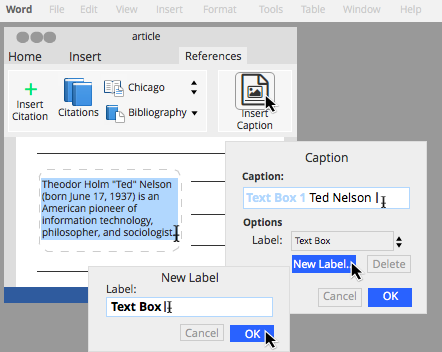 Word File Edit View Insert Format Tools Table Window Help
article
Home Insert References
Insert Citation
Citations
Chicago
Bibliography
Insert Caption
Theodor Holm "Ted" Nelson
(born June 17, 1937) is an
American pioneer of
information technology,
philosopher, and sociologist.
Caption
Caption:
Text Box 1 Ted Nelson
Options
Label: Text Box
New Label.. Delete
Cancel OK
New Label
Label:
Text Box
Cancel OK